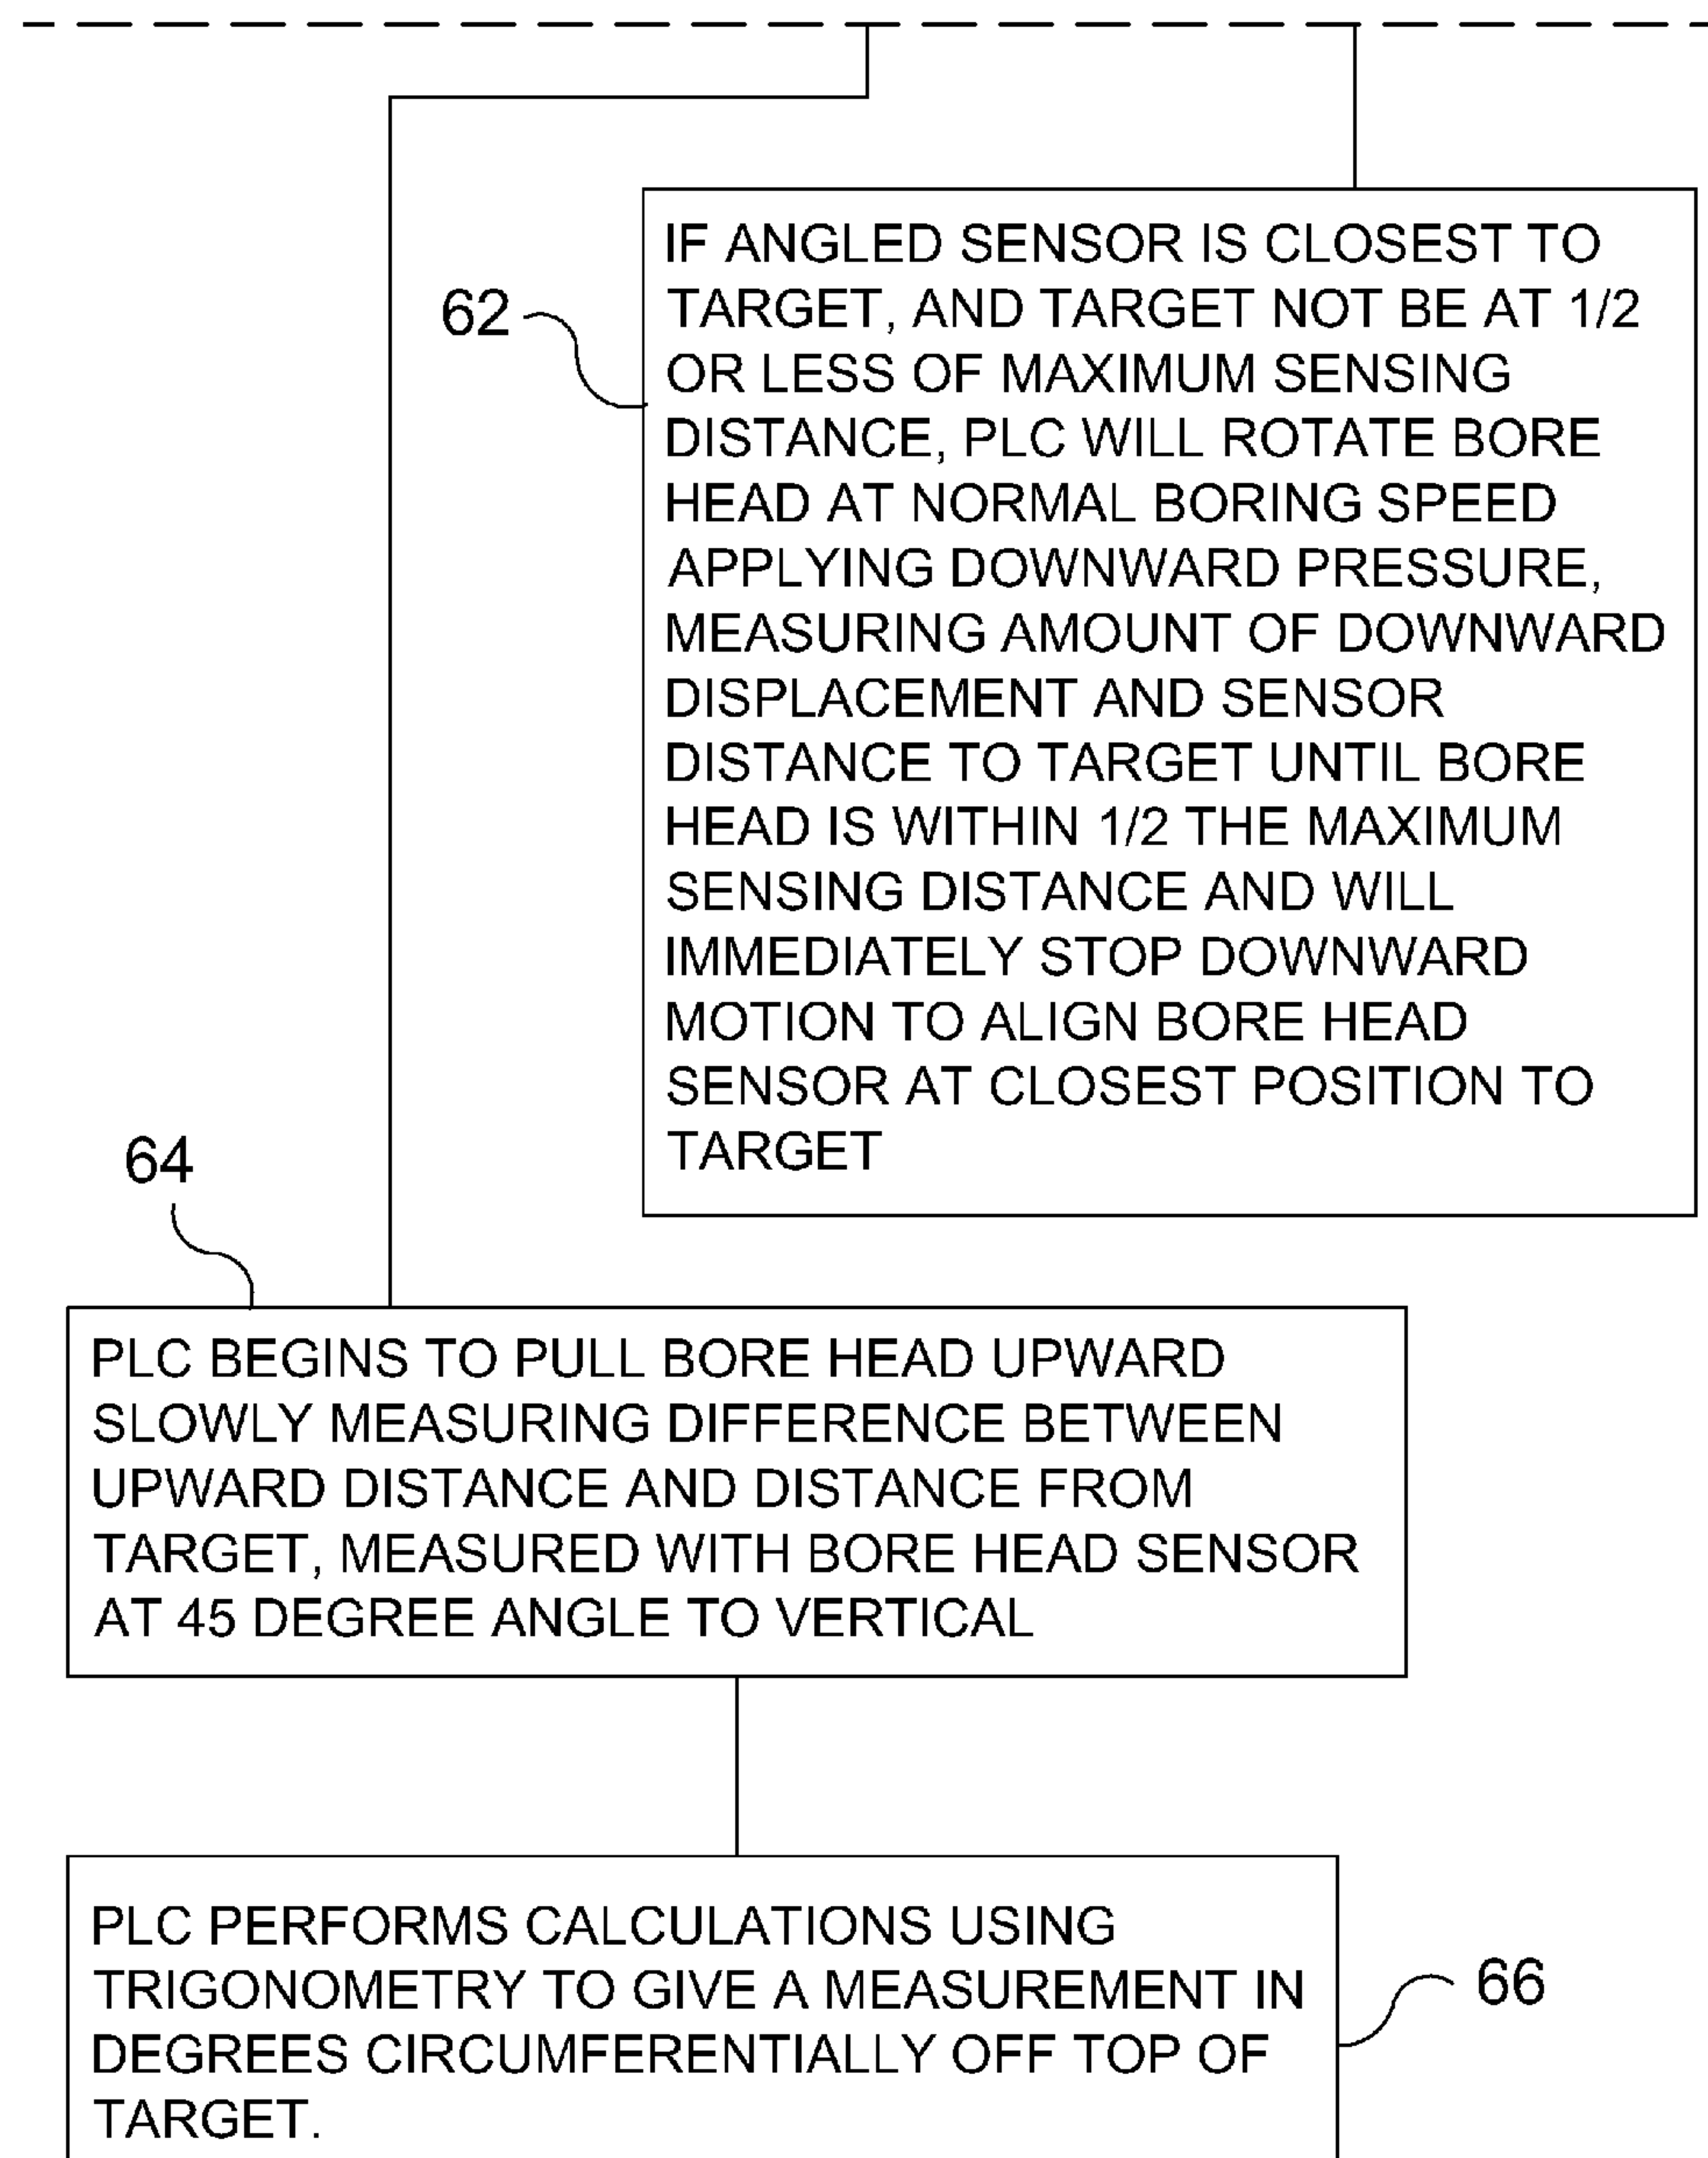 62
IF ANGLED SENSOR IS CLOSEST TO
TARGET, AND TARGET NOT BE AT 1/2
OR LESS OF MAXIMUM SENSING
DISTANCE, PLC WILL ROTATE BORE
HEAD AT NORMAL BORING SPEED
APPLYING DOWNWARD PRESSURE,
MEASURING AMOUNT OF DOWNWARD
DISPLACEMENT AND SENSOR
DISTANCE TO TARGET UNTIL BORE
HEAD IS WITHIN 1/2 THE MAXIMUM
SENSING DISTANCE AND WILL
IMMEDIATELY STOP DOWNWARD
MOTION TO ALIGN BORE HEAD
SENSOR AT CLOSEST POSITION TO
TARGET
64
PLC BEGINS TO PULL BORE HEAD UPWARD
SLOWLY MEASURING DIFFERENCE BETWEEN
UPWARD DISTANCE AND DISTANCE FROM
TARGET, MEASURED WITH BORE HEAD SENSOR
AT 45 DEGREE ANGLE TO VERTICAL
PLC PERFORMS CALCULATIONS USING
TRIGONOMETRY TO GIVE A MEASUREMENT IN
DEGREES CIRCUMFERENTIALLY OFF TOP OF
TARGET.
66